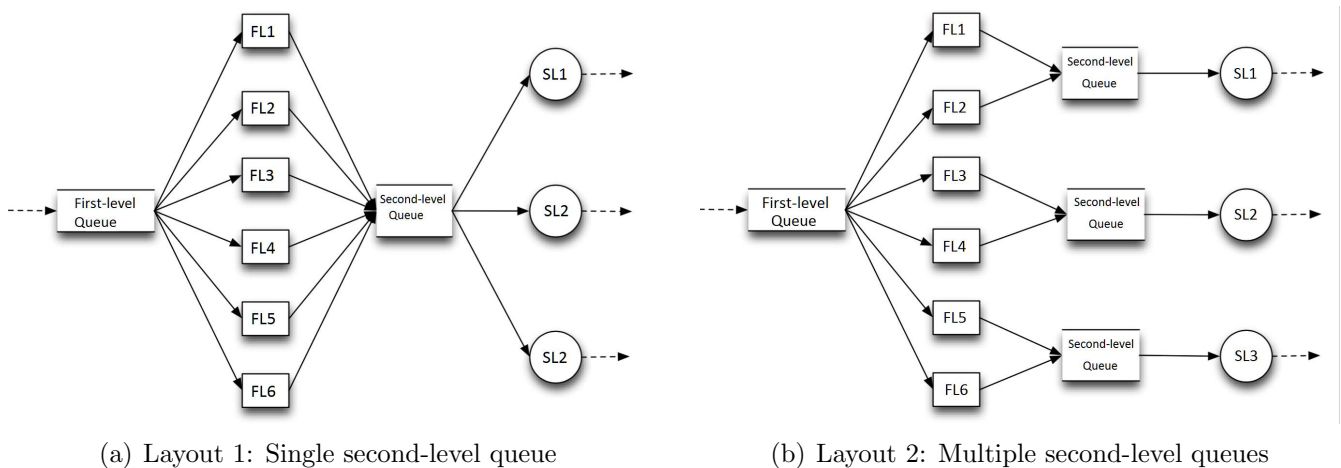 FL1
FL2
FL3
FL4
FL5
FL6
First-level
Queue
Second-level
Queue
SL1
SL2
SL2
(a) Layout 1: Single second-level queue
FL1
FL2
FL3
FL4
FL5
FL6
First-level
Queue
Second-level
Queue
Second-level
Queue
Second-level
Queue
SL1
SL2
SL3
(b) Layout 2: Multiple second-level queues